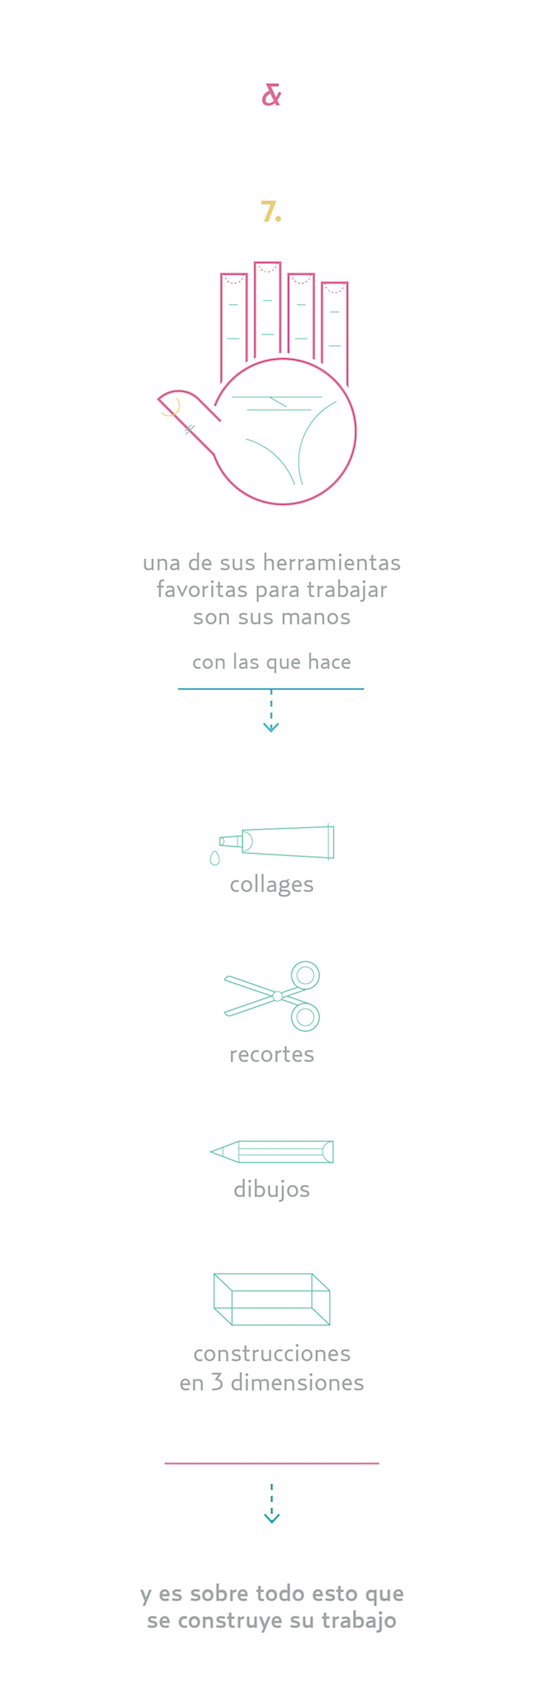 &
7.
una de sus herramientas
favoritas para trabajar
son sus manos
con las que hace
collages
recortes
dibujos
construcciones
en 3 dimensiones
y es sobre todo esto que
se construye su trabajo